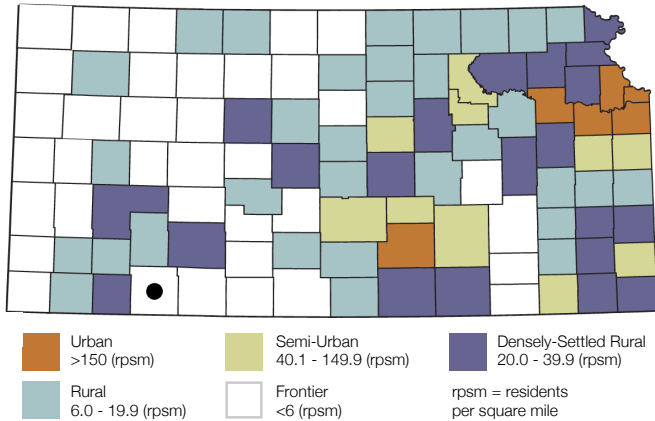 Urban
>150 (rpsm)
Semi-Urban
40.1 - 149.9 (rpsm)
Densely-Settled Rural
20.0 - 39.9 (rpsm)
Rural
6.0 - 19.9 (rpsm)
Frontier
<6 (rpsm)
rpsm = residents
per square mile